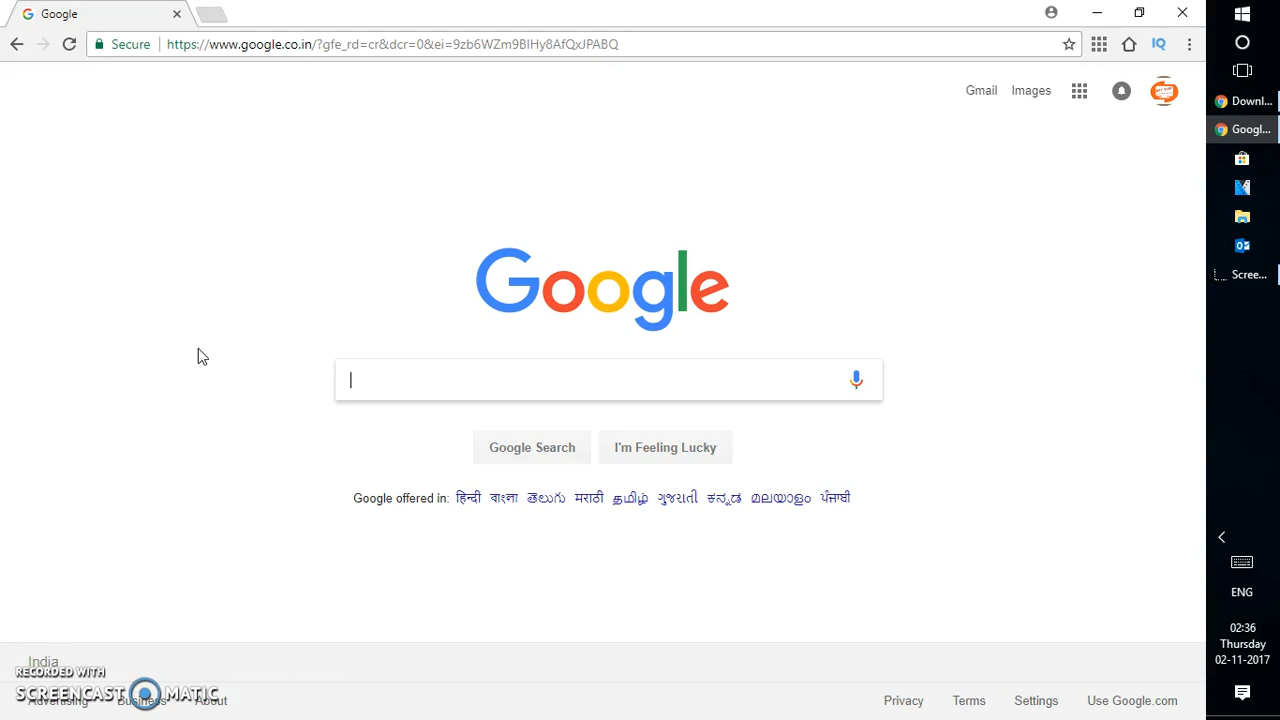 Google
Secure https://www.google.co.in/?gfe_rd=cr&dcr=0&ei=9zb6WZm9BIHy8AfQxJPABQ
IQ
Gmail Images
Google
Google Search I'm Feeling Lucky
Google offered in: हिन्दी বাংলা తెలుగు मराठी தமிழ் ગુજરાતી ಕನ್ನಡ മലയാളം ਪੰਜਾਬੀ
India
RECORDED WITH
SCREENCAST MATIC
Advertising Business About Privacy Terms Settings Use Google.com
Downl...
Googl...
Scree...
ENG
02:36
Thursday
02-11-2017